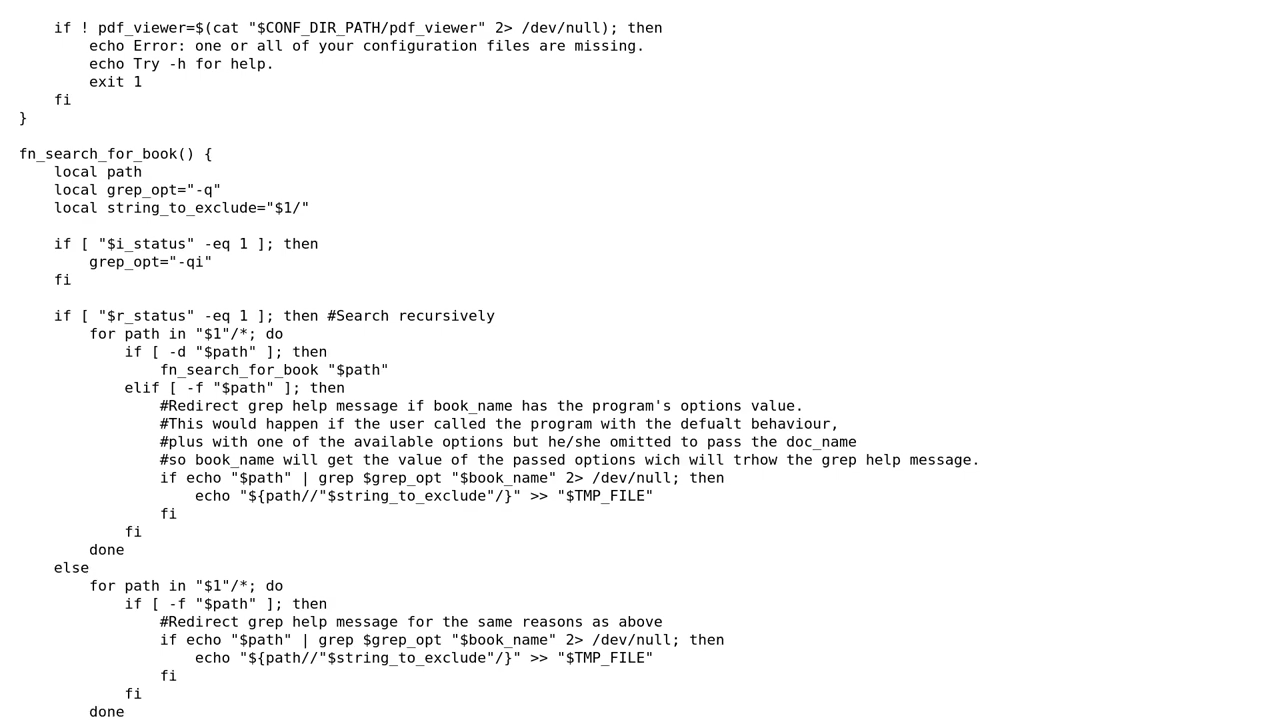 if ! pdf_viewer=$(cat "$CONF_DIR_PATH/pdf_viewer" 2> /dev/null); then
        echo Error: one or all of your configuration files are missing.
        echo Try -h for help.
        exit 1
    fi
}

fn_search_for_book() {
    local path
    local grep_opt="-q"
    local string_to_exclude="$1/"

    if [ "$i_status" -eq 1 ]; then
        grep_opt="-qi"
    fi

    if [ "$r_status" -eq 1 ]; then #Search recursively
        for path in "$1"/*; do
            if [ -d "$path" ]; then
                fn_search_for_book "$path"
            elif [ -f "$path" ]; then
                #Redirect grep help message if book_name has the program's options value.
                #This would happen if the user called the program with the defualt behaviour,
                #plus with one of the available options but he/she omitted to pass the doc_name
                #so book_name will get the value of the passed options wich will trhow the grep help message.
                if echo "$path" | grep $grep_opt "$book_name" 2> /dev/null; then
                    echo "${path//"$string_to_exclude"/}" >> "$TMP_FILE"
                fi
            fi
        done
    else
        for path in "$1"/*; do
            if [ -f "$path" ]; then
                #Redirect grep help message for the same reasons as above
                if echo "$path" | grep $grep_opt "$book_name" 2> /dev/null; then
                    echo "${path//"$string_to_exclude"/}" >> "$TMP_FILE"
                fi
            fi
        done